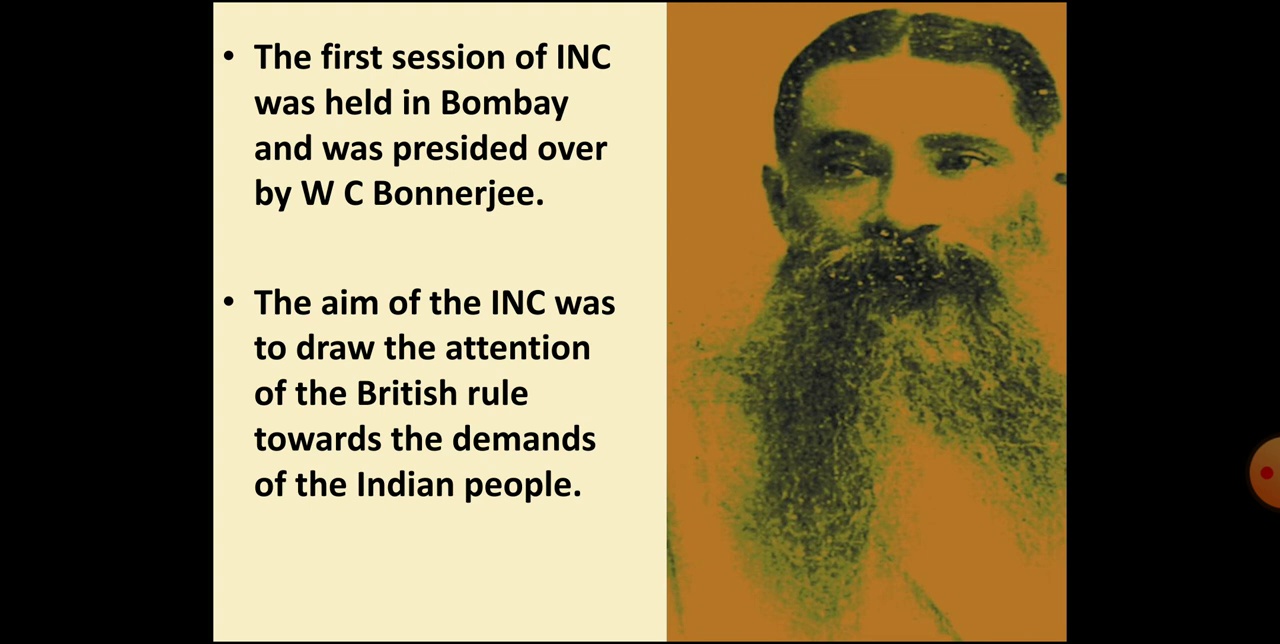 • The first session of INC
was held in Bombay
and was presided over
by W C Bonnerjee.
• The aim of the INC was
to draw the attention
of the British rule
towards the demands
of the Indian people.